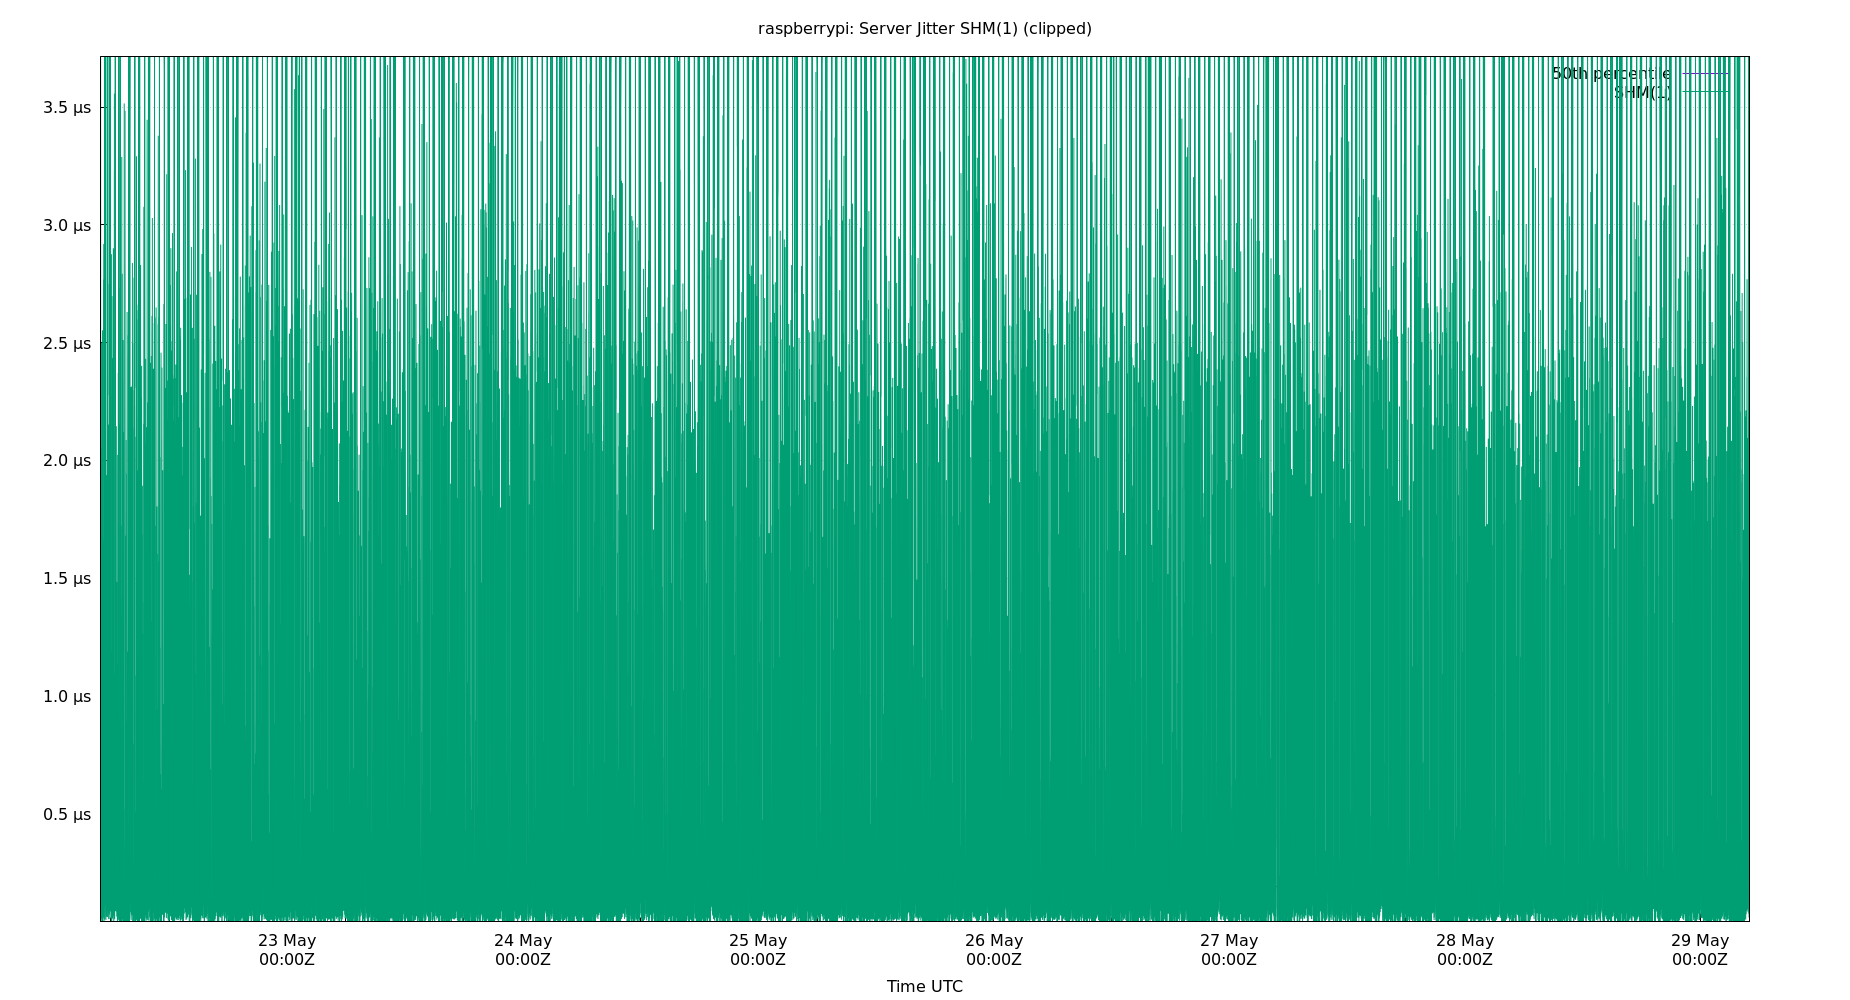 raspberrypi: Server Jitter SHM(1) (clipped)
50th percentile
SHM(1)
3.5 µs
3.0 µs
2.5 µs
2.0 µs
1.5 µs
1.0 µs
0.5 µs
23 May 24 May 25 May 26 May 27 May 28 May 29 May
00:00Z 00:00Z 00:00Z 00:00Z 00:00Z 00:00Z 00:00Z
Time UTC